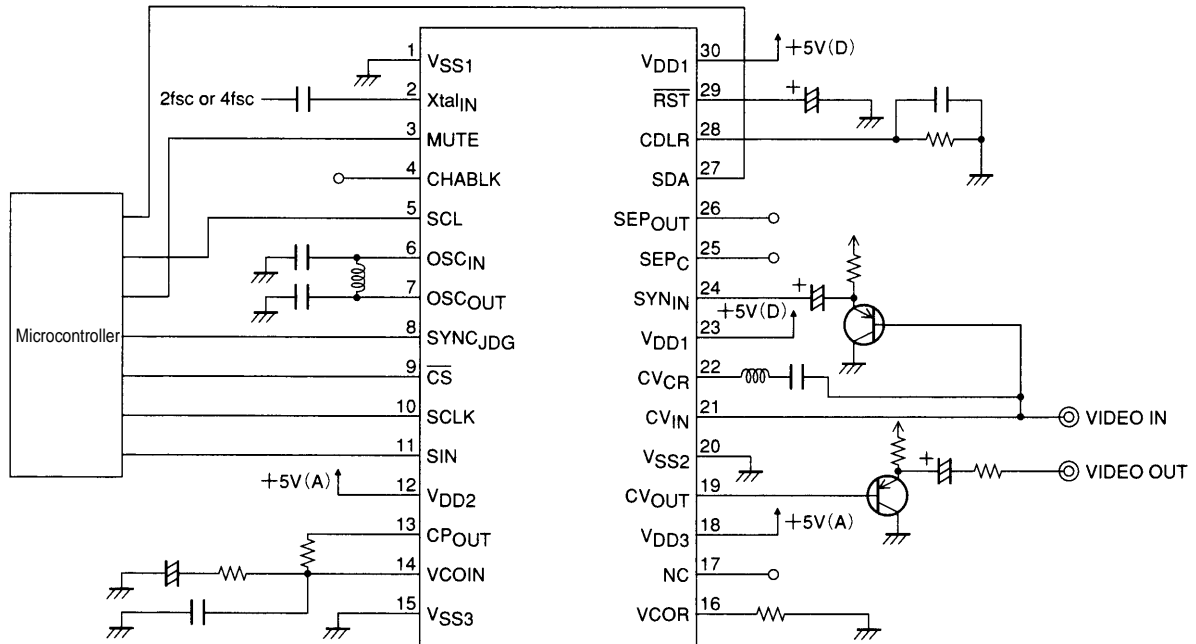 1 VSS1
2fsc or 4fsc
2 XtalIN
3 MUTE
4 CHABLK
5 SCL
6 OSCIN
7 OSCOUT
8 SYNCJDG
9 CS
10 SCLK
11 SIN
+5V(A)
12 VDD2
13 CPOUT
14 VCOIN
15 VSS3
Microcontroller
30 VDD1
+5V(D)
29 RST
+
28 CDLR
27 SDA
26 SEPOUT
25 SEPC
24 SYNIN
+
+5V(D)
23 VDD1
22 CVCR
21 CVIN
VIDEO IN
20 VSS2
+
VIDEO OUT
19 CVOUT
+5V(A)
18 VDD3
17 NC
16 VCOR